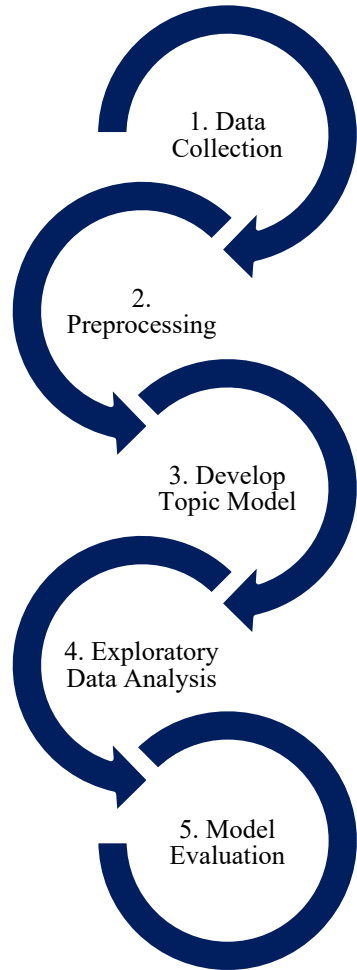 1. Data
Collection
2.
Preprocessing
3. Develop
Topic Model
4. Exploratory
Data Analysis
5. Model
Evaluation